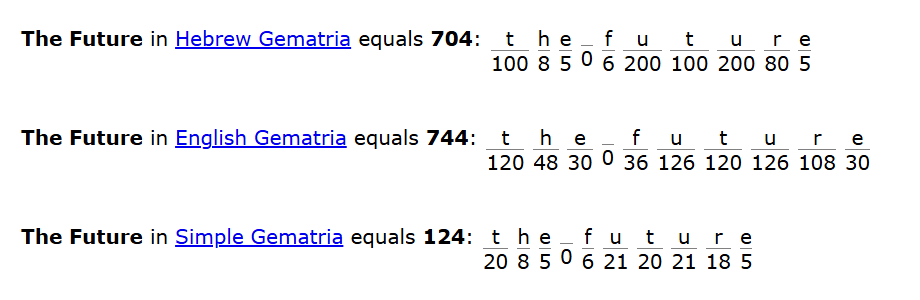 The Future in Hebrew Gematria equals 704: t h e _ f u t u r e
100 8 5 0 6 200 100 200 80 5
The Future in English Gematria equals 744: t h e _ f u t u r e
120 48 30 0 36 126 120 126 108 30
The Future in Simple Gematria equals 124: t h e _ f u t u r e
20 8 5 0 6 21 20 21 18 5